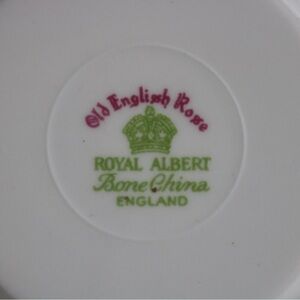 Old English Rose
ROYAL ALBERT
Bone China
ENGLAND